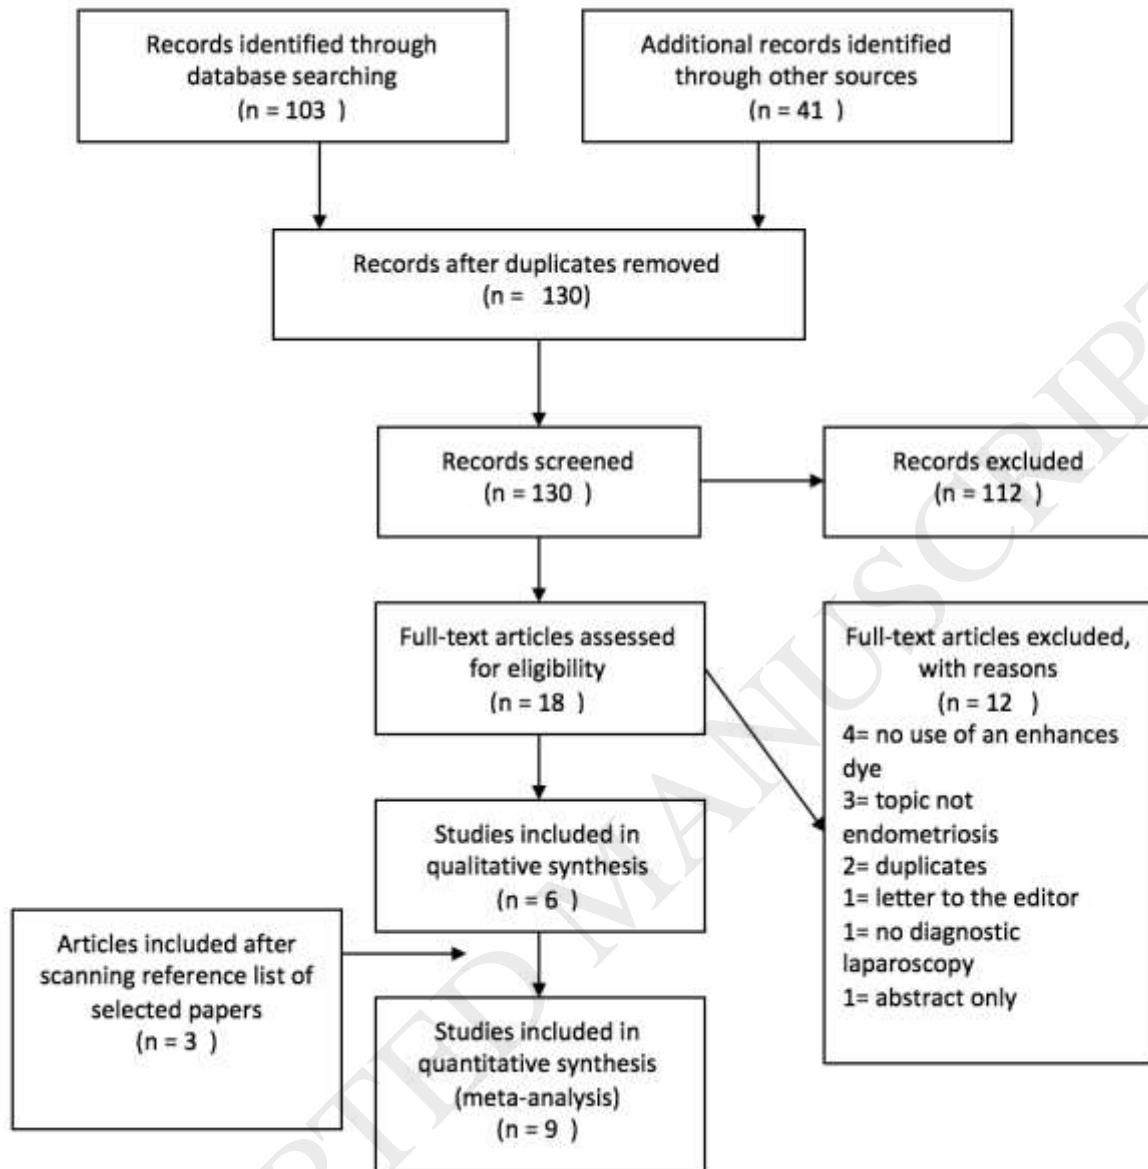 Records identified through
database searching
(n = 103 )
Additional records identified
through other sources
(n = 41 )
Records after duplicates removed
(n = 130)
Records screened
(n = 130 )
Records excluded
(n = 112 )
Full-text articles assessed
for eligibility
(n = 18 )
Full-text articles excluded,
with reasons
(n = 12 )
4= no use of an enhances
dye
3= topic not
endometriosis
2= duplicates
1= letter to the editor
1= no diagnostic
laparoscopy
1= abstract only
Studies included in
qualitative synthesis
(n = 6 )
Articles included after
scanning reference list of
selected papers
(n = 3 )
Studies included in
quantitative synthesis
(meta-analysis)
(n = 9 )
PTED MANUSCRIPT